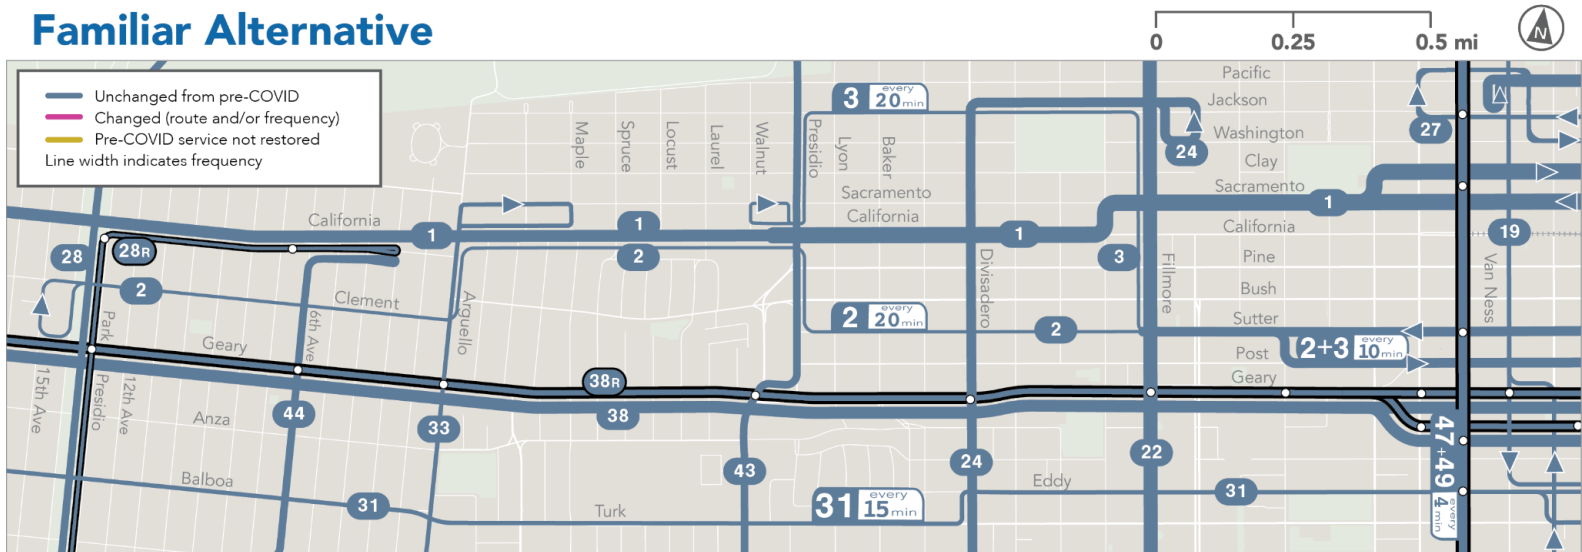 Familiar Alternative
0 0.25 0.5 mi
N
Unchanged from pre-COVID
Changed (route and/or frequency)
Pre-COVID service not restored
Line width indicates frequency
Maple
Spruce
Locust
Laurel
Walnut
Presidio
Lyon
Baker
3 every 20 min
Pacific
Jackson
Washington
Clay
Sacramento
California
27
24
Sacramento
California
California
1
1
1
1
28
28R
2
3
19
2
Clement
Park Presidio
6th Ave
Arguello
Divisadero
Fillmore
Van Ness
Pine
Bush
Sutter
Post
Geary
2 every 20 min
2
2+3 every 10 min
Geary
38R
38
15th Ave
12th Ave
Anza
44
33
43
24
22
47+49 every 4 min
Balboa
31
Turk
31 every 15 min
Eddy
31